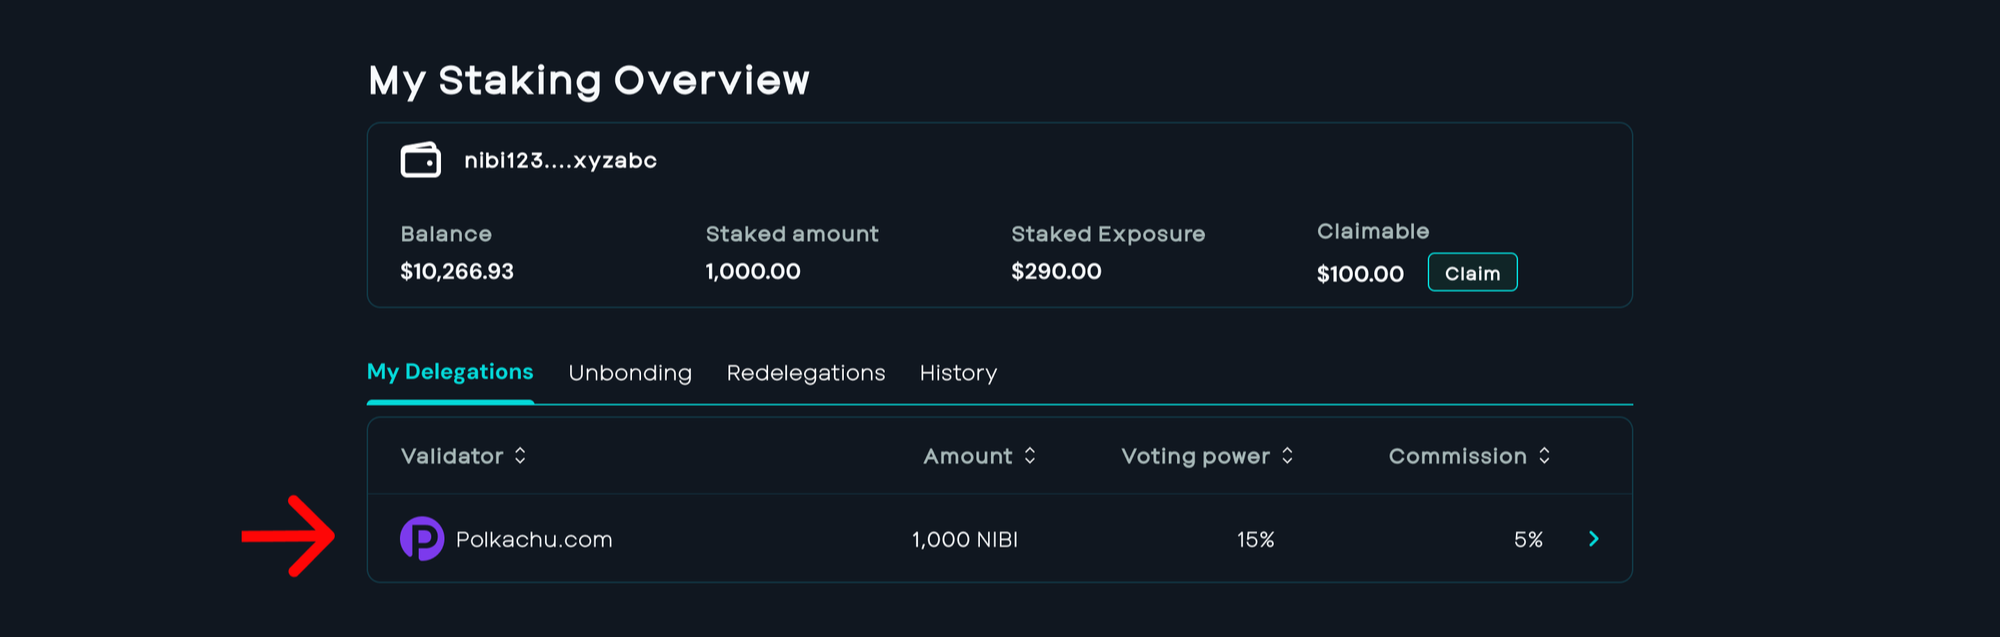 My Staking Overview
nibi123....xyzabc
Balance Staked amount Staked Exposure Claimable
$10,266.93 1,000.00 $290.00 $100.00 Claim
My Delegations Unbonding Redelegations History
Validator Amount Voting power Commission
P Polkachu.com 1,000 NIBI 15% 5%